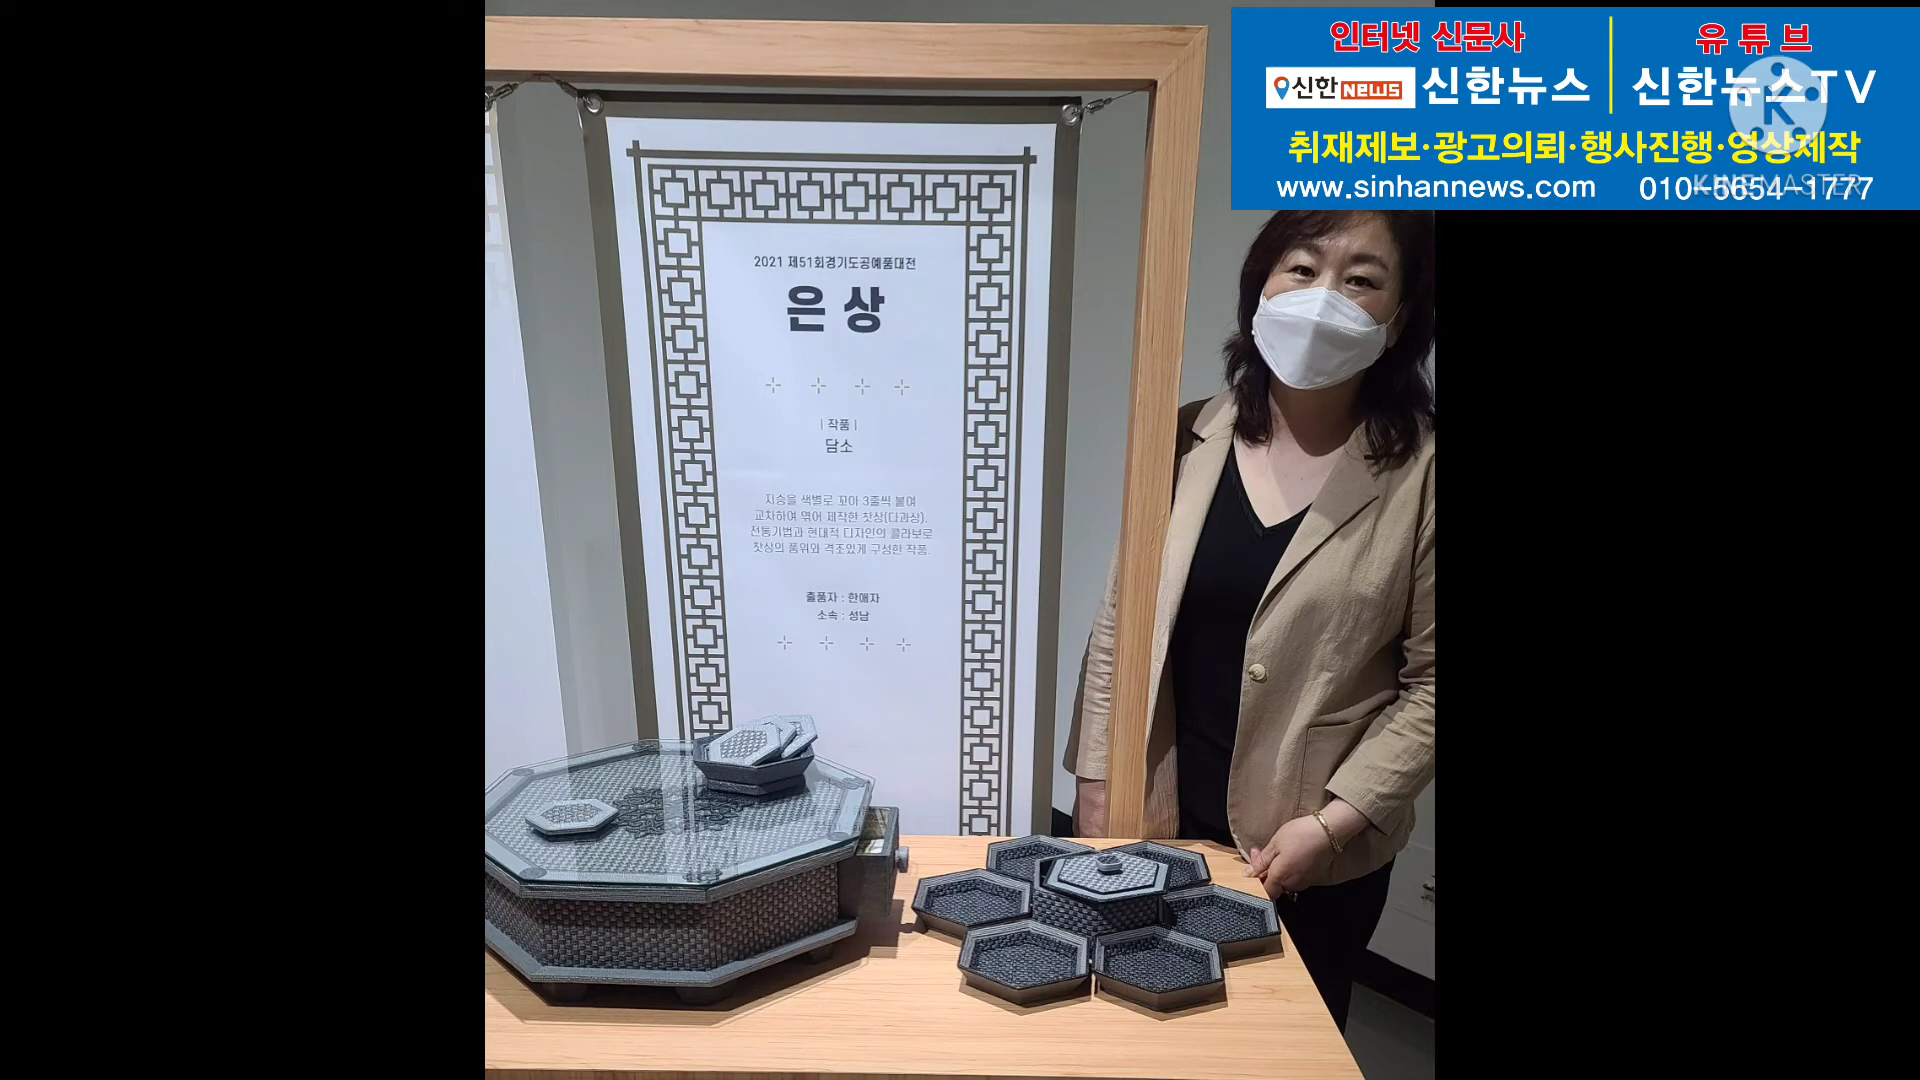 인터넷 신문사
신한NEWS 신한뉴스
유튜브
신한뉴스TV
취재제보·광고의뢰·행사진행·영상제작
www.sinhannews.com 010-5654-1777
KINEMASTER
2021 제51회경기도공예품대전
은상
| 작품 |
담소
지승을 색별로 꼬아 3줄씩 붙여
교차하여 엮어 제작한 찻상(다과상).
전통기법과 현대적 디자인의 콜라보로
찻상의 품위와 격조있게 구성한 작품.
출품자 : 한애자
소속 : 성남